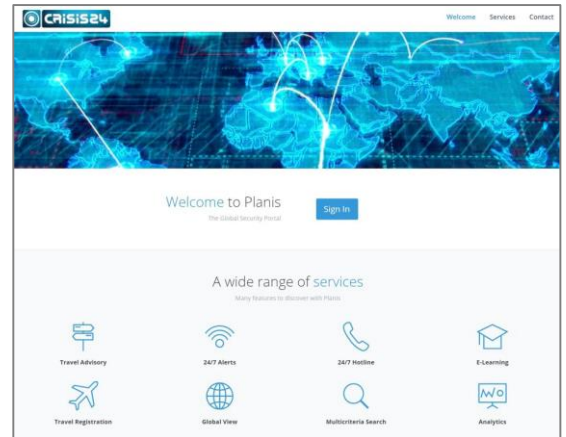 CRISIS24
Welcome Services Contact
Welcome to Planis
The Global Security Portal
Sign In
A wide range of services
Many features to discover with Planis
Travel Advisory 24/7 Alerts 24/7 Hotline E-Learning
Travel Registration Global View Multicriteria Search Analytics